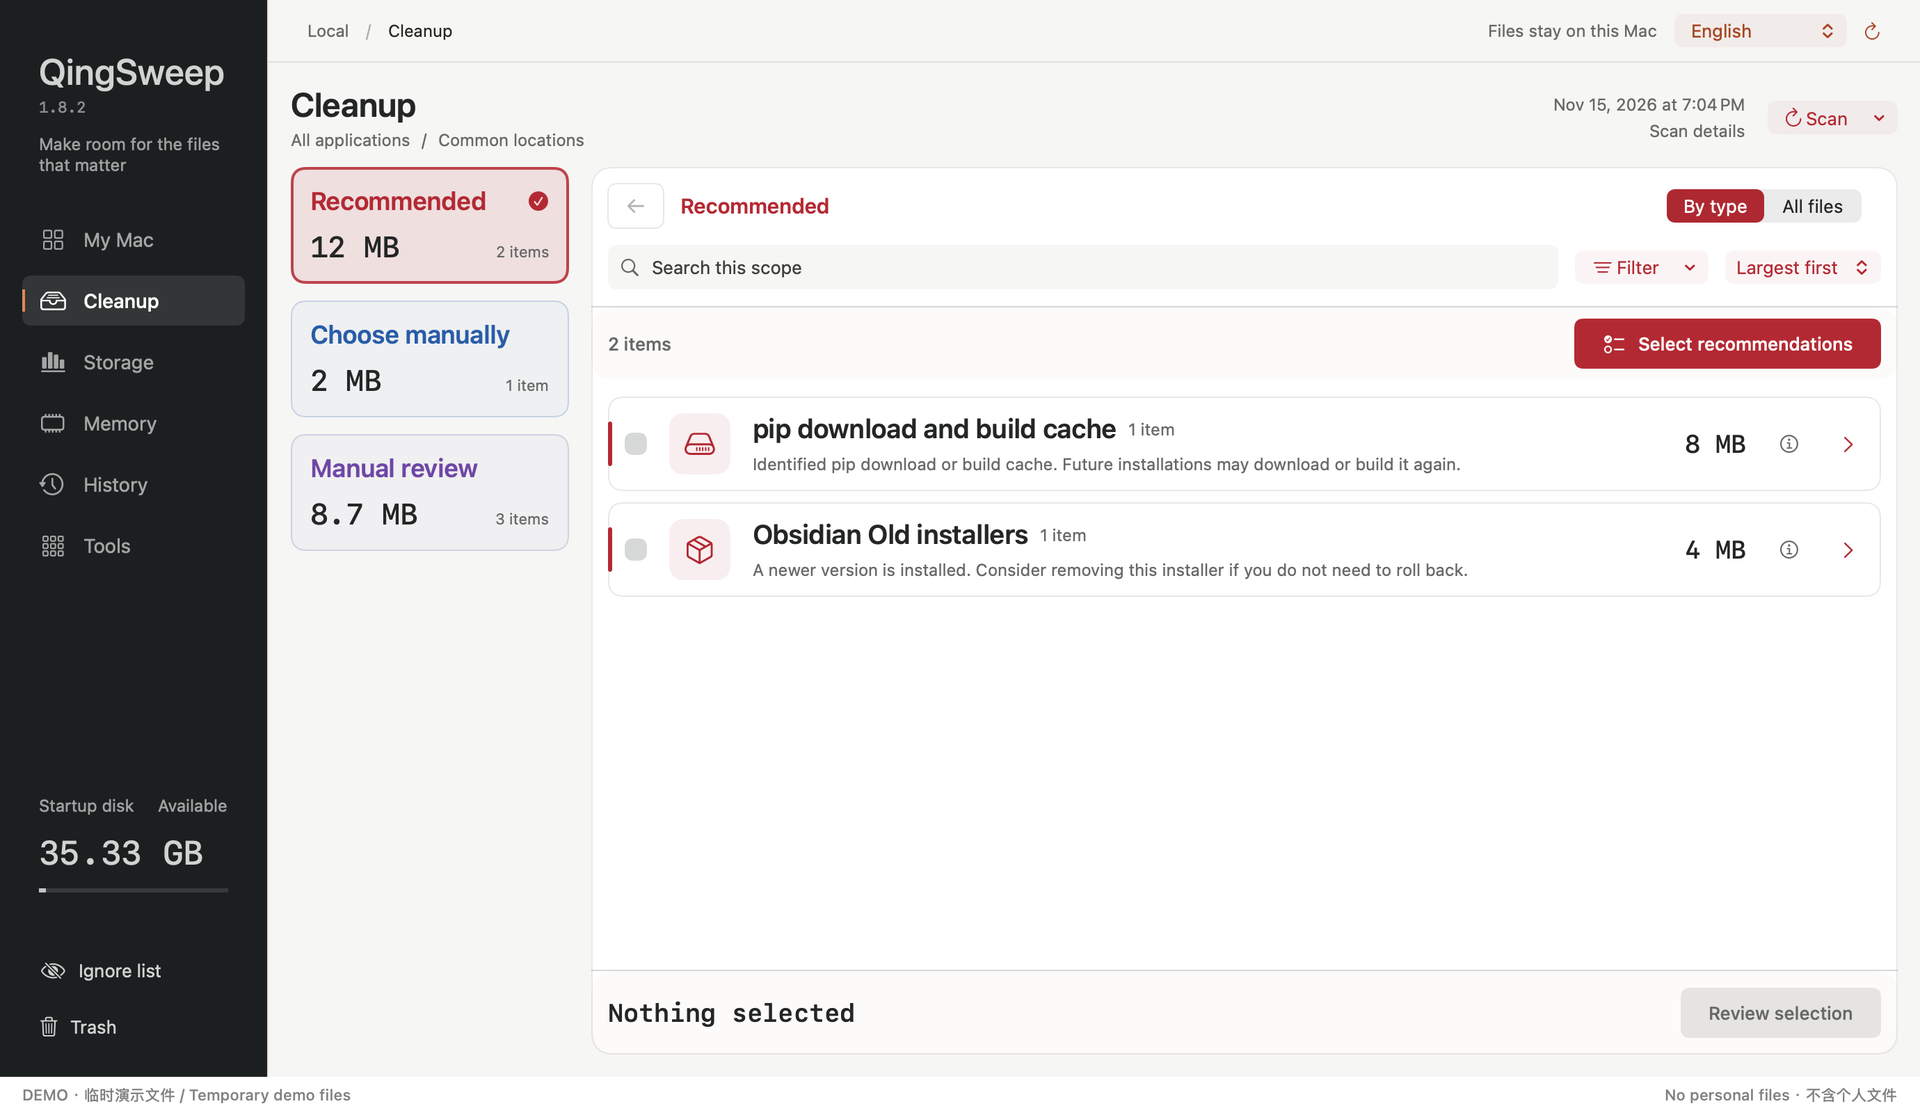 QingSweep
1.8.2
Make room for the files
that matter
My Mac
Cleanup
Storage
Memory
History
Tools
Startup disk Available
35.33 GB
Ignore list
Trash
Local / Cleanup
Files stay on this Mac
English
Cleanup
All applications / Common locations
Nov 15, 2026 at 7:04 PM
Scan details
Scan
Recommended
12 MB
2 items
Choose manually
2 MB
1 item
Manual review
8.7 MB
3 items
Recommended
By type
All files
Search this scope
Filter
Largest first
2 items
Select recommendations
pip download and build cache 1 item
Identified pip download or build cache. Future installations may download or build it again.
8 MB
Obsidian Old installers 1 item
A newer version is installed. Consider removing this installer if you do not need to roll back.
4 MB
Nothing selected
Review selection
DEMO · 临时演示文件 / Temporary demo files
No personal files · 不含个人文件